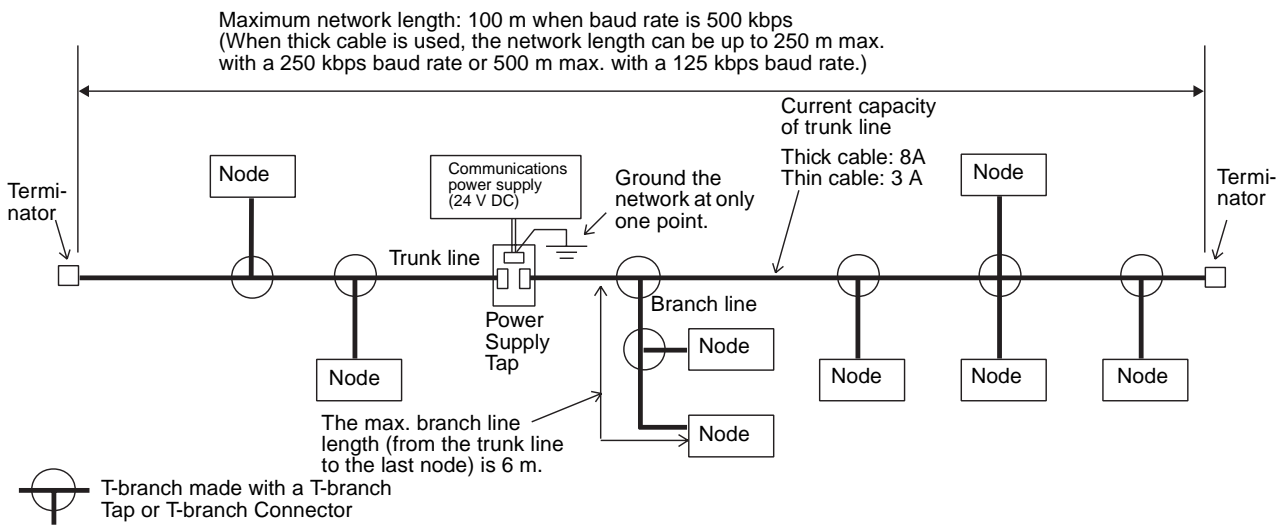 Maximum network length: 100 m when baud rate is 500 kbps
(When thick cable is used, the network length can be up to 250 m max.
with a 250 kbps baud rate or 500 m max. with a 125 kbps baud rate.)
Current capacity
of trunk line
Thick cable: 8A
Thin cable: 3 A
Termi-
nator
Node
Communications
power supply
(24 V DC)
Ground the
network at only
one point.
Node
Termi-
nator
Trunk line
Power
Supply
Tap
Branch line
Node
Node
Node
Node
Node
Node
The max. branch line
length (from the trunk line
to the last node) is 6 m.
T-branch made with a T-branch
Tap or T-branch Connector